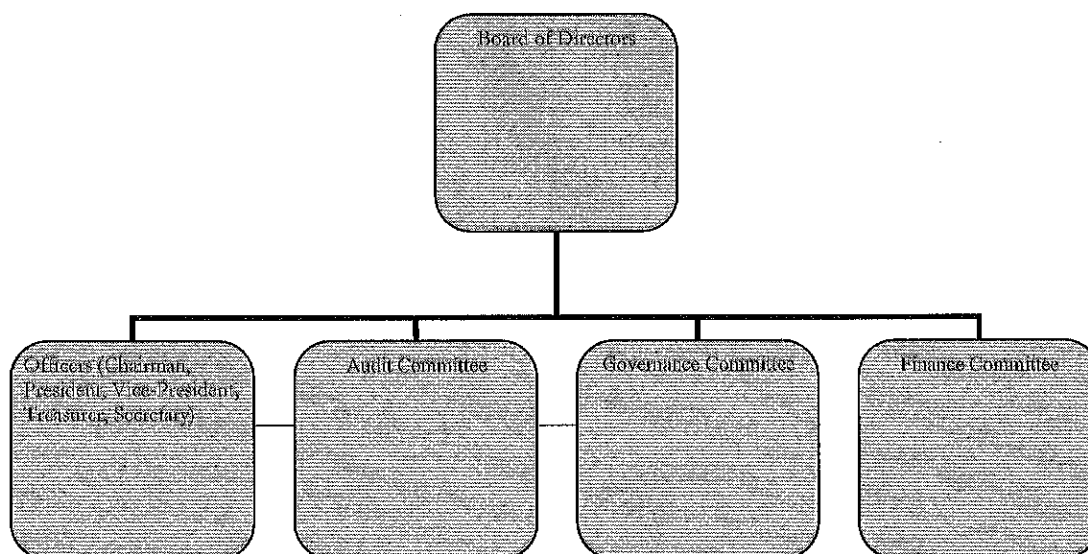 Board of Directors
Officers (Chairman,
President, Vice-President,
Treasurer, Secretary)
Audit Committee
Governance Committee
Finance Committee